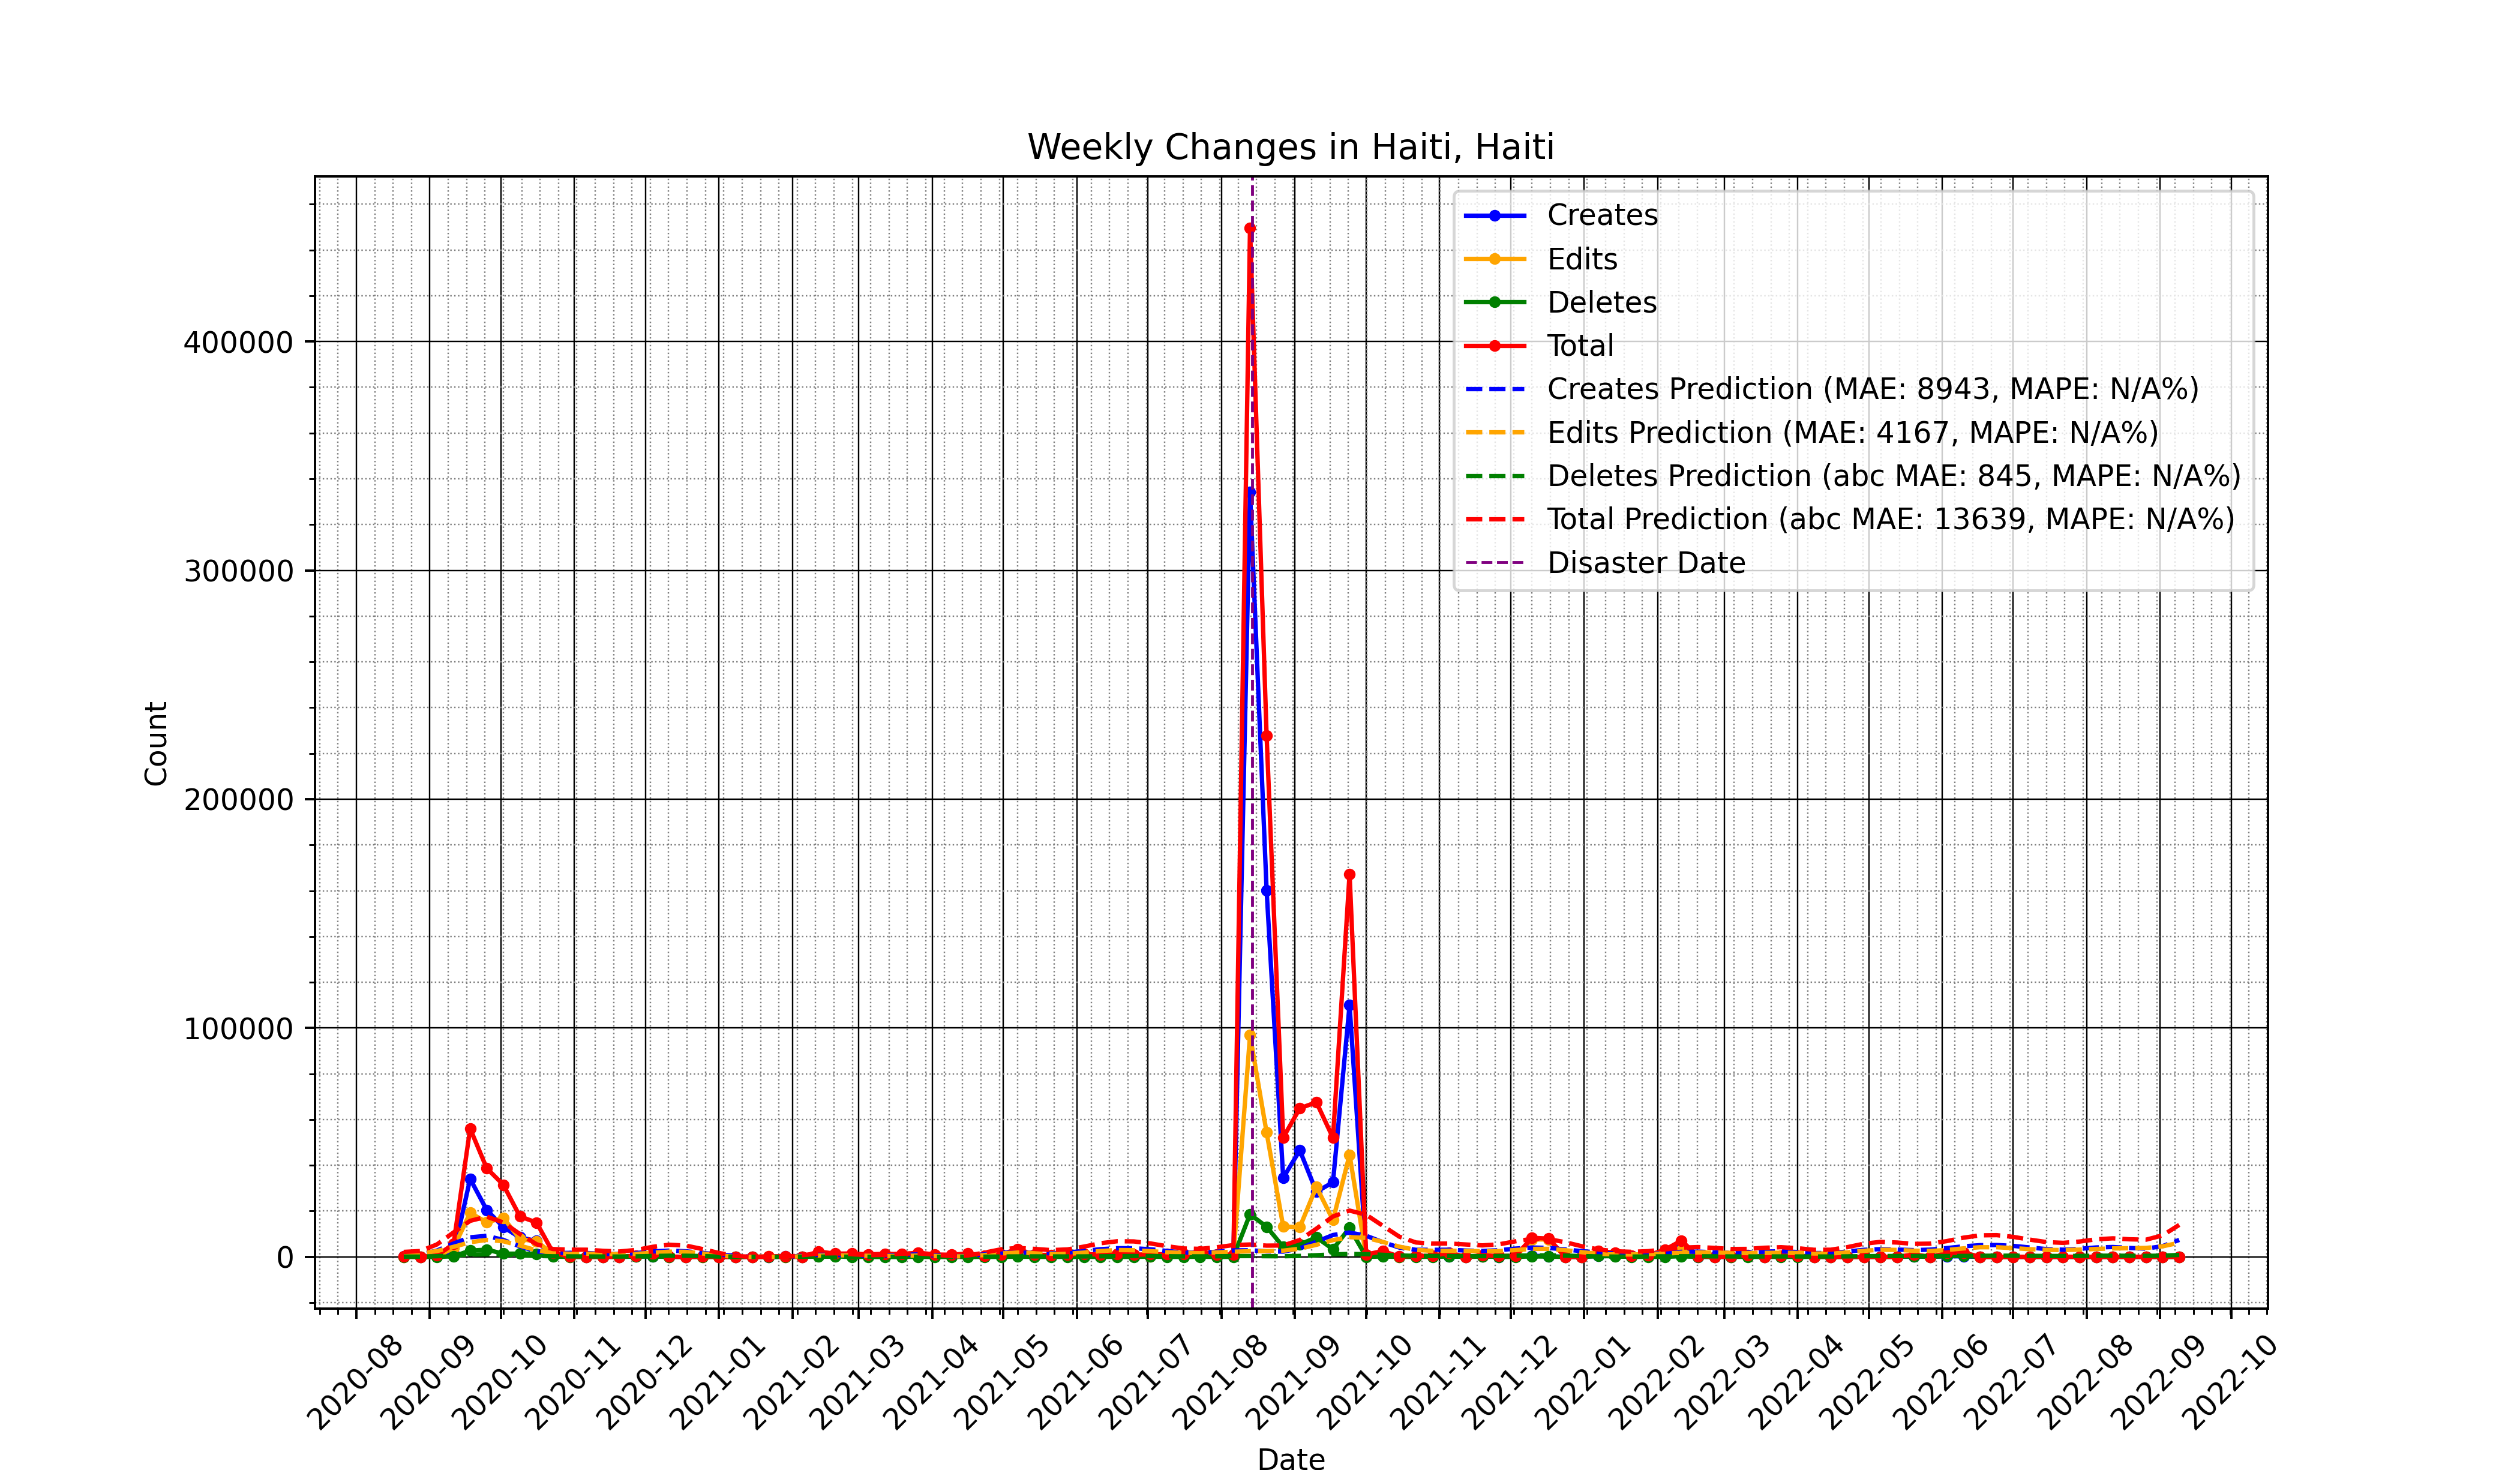 Weekly Changes in Haiti, Haiti
Creates
Edits
Deletes
Total
Creates Prediction (MAE: 8943, MAPE: N/A%)
Edits Prediction (MAE: 4167, MAPE: N/A%)
Deletes Prediction (abc MAE: 845, MAPE: N/A%)
Total Prediction (abc MAE: 13639, MAPE: N/A%)
Disaster Date
400000
300000
200000
100000
0
Count
2020-08
2020-09
2020-10
2020-11
2020-12
2021-01
2021-02
2021-03
2021-04
2021-05
2021-06
2021-07
2021-08
2021-09
2021-10
2021-11
2021-12
2022-01
2022-02
2022-03
2022-04
2022-05
2022-06
2022-07
2022-08
2022-09
2022-10
Date